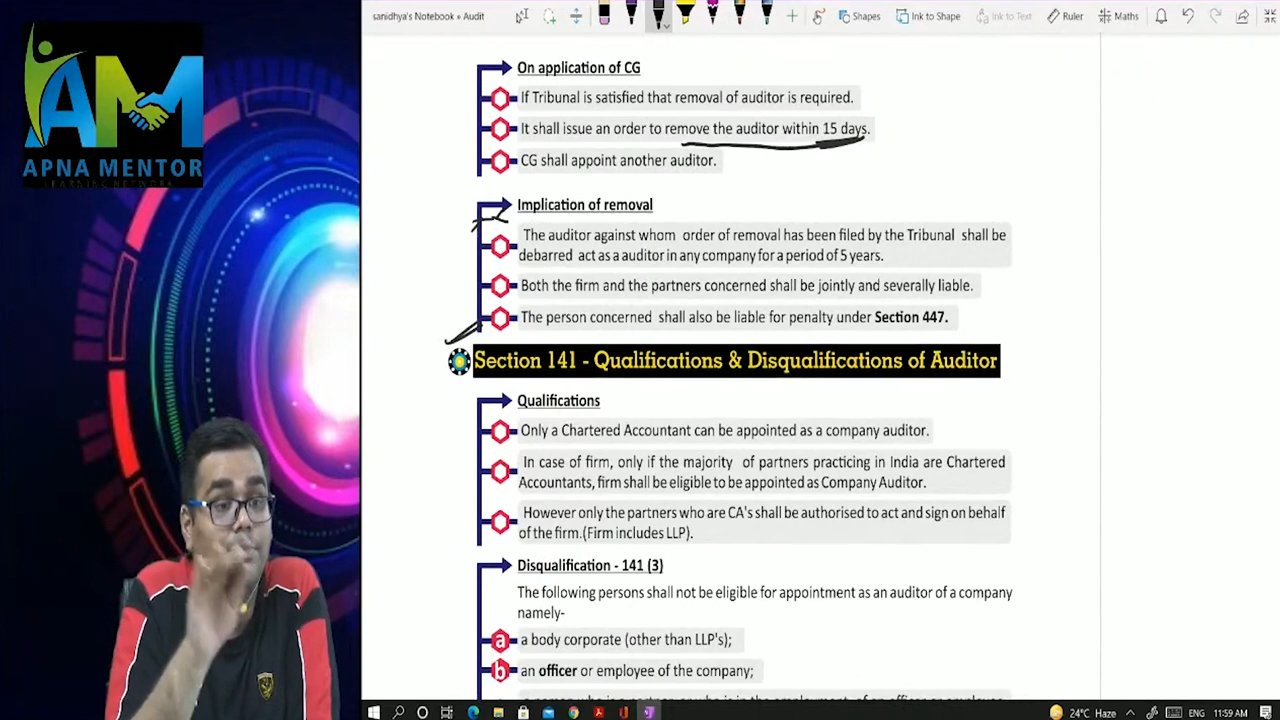 sanidhya's Notebook » Audit
Shapes
Ink to Shape
Ink to Text
Ruler
Maths
AM
APNA MENTOR
LEARNING NETWORK
On application of CG
If Tribunal is satisfied that removal of auditor is required.
It shall issue an order to remove the auditor within 15 days.
CG shall appoint another auditor.
Implication of removal
The auditor against whom order of removal has been filed by the Tribunal shall be
debarred act as a auditor in any company for a period of 5 years.
Both the firm and the partners concerned shall be jointly and severally liable.
The person concerned shall also be liable for penalty under Section 447.
Section 141 - Qualifications & Disqualifications of Auditor
Qualifications
Only a Chartered Accountant can be appointed as a company auditor.
In case of firm, only if the majority of partners practicing in India are Chartered
Accountants, firm shall be eligible to be appointed as Company Auditor.
However only the partners who are CA's shall be authorised to act and sign on behalf
of the firm.(Firm includes LLP).
Disqualification - 141 (3)
The following persons shall not be eligible for appointment as an auditor of a company
namely-
a a body corporate (other than LLP's);
b an officer or employee of the company;
24°C Haze
ENG
11:59 AM